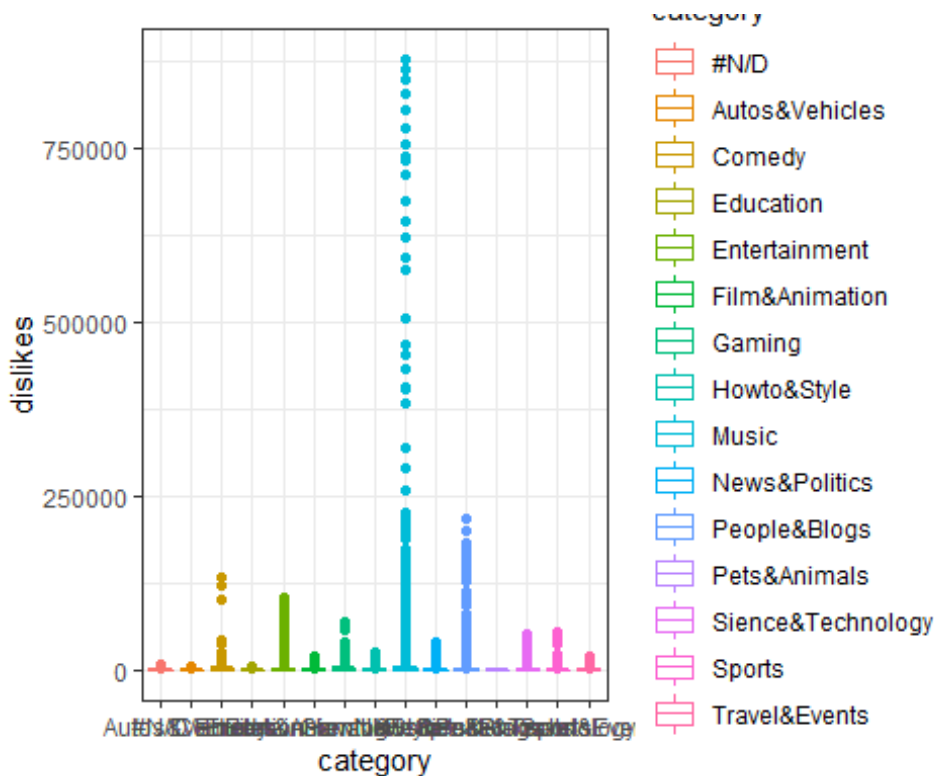 category
#N/D
Autos&Vehicles
Comedy
Education
Entertainment
Film&Animation
Gaming
Howto&Style
Music
News&Politics
People&Blogs
Pets&Animals
Sience&Technology
Sports
Travel&Events
dislikes
750000
500000
250000
0
category